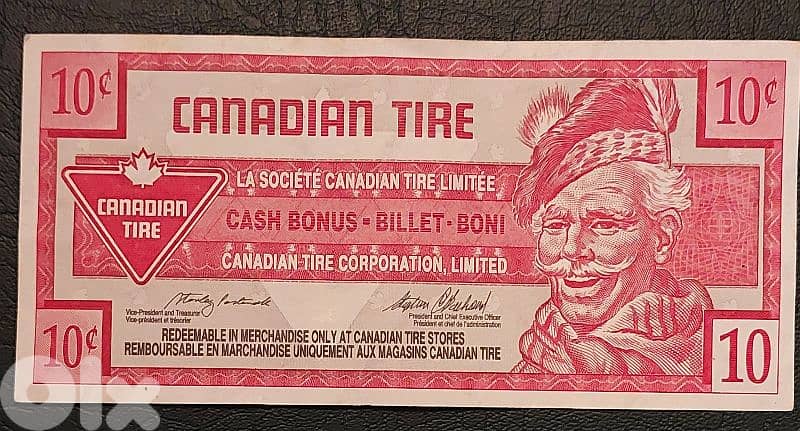 10¢
10¢
CANADIAN TIRE
LA SOCIÉTÉ CANADIAN TIRE LIMITÉE
CANADIAN
TIRE
CASH BONUS - BILLET - BONI
CANADIAN TIRE CORPORATION, LIMITED
Vice-President and Treasurer
Vice-président et trésorier
President and Chief Executive Officer
Président et chef de l'administration
REDEEMABLE IN MERCHANDISE ONLY AT CANADIAN TIRE STORES
REMBOURSABLE EN MARCHANDISE UNIQUEMENT AUX MAGASINS CANADIAN TIRE
10¢
10
olx